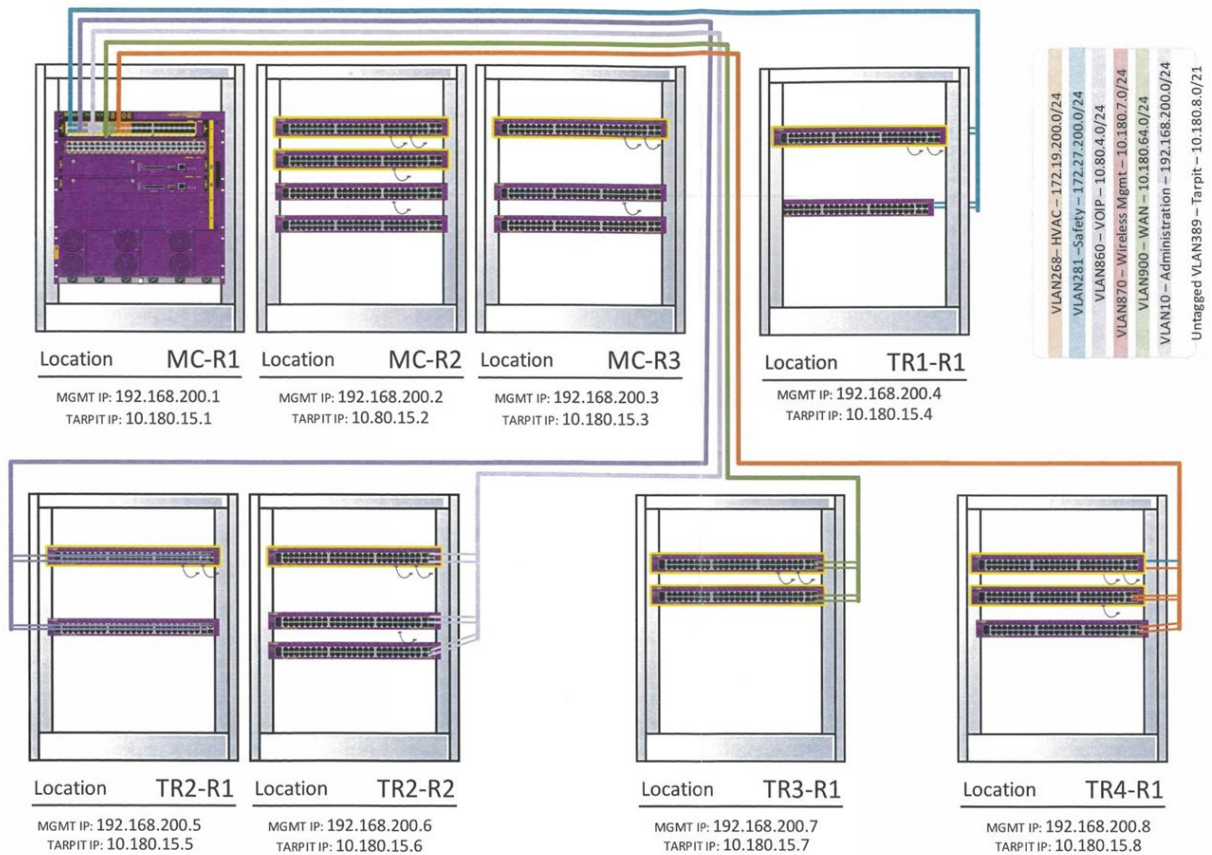 Location MC-R1
MGMT IP: 192.168.200.1
TARPIT IP: 10.180.15.1
Location MC-R2
MGMT IP: 192.168.200.2
TARPIT IP: 10.80.15.2
Location MC-R3
MGMT IP: 192.168.200.3
TARPIT IP: 10.180.15.3
Location TR1-R1
MGMT IP: 192.168.200.4
TARPIT IP: 10.180.15.4
VLAN268– HVAC – 172.19.200.0/24
VLAN281 –Safety – 172.27.200.0/24
VLAN860 – VOIP – 10.80.4.0/24
VLAN870 – Wireless Mgmt – 10.180.7.0/24
VLAN900 – WAN – 10.180.64.0/24
VLAN10 – Administration – 192.168.200.0/24
Untagged VLAN389 – Tarpit – 10.180.8.0/21
Location TR2-R1
MGMT IP: 192.168.200.5
TARPIT IP: 10.180.15.5
Location TR2-R2
MGMT IP: 192.168.200.6
TARPIT IP: 10.180.15.6
Location TR3-R1
MGMT IP: 192.168.200.7
TARPIT IP: 10.180.15.7
Location TR4-R1
MGMT IP: 192.168.200.8
TARPIT IP: 10.180.15.8